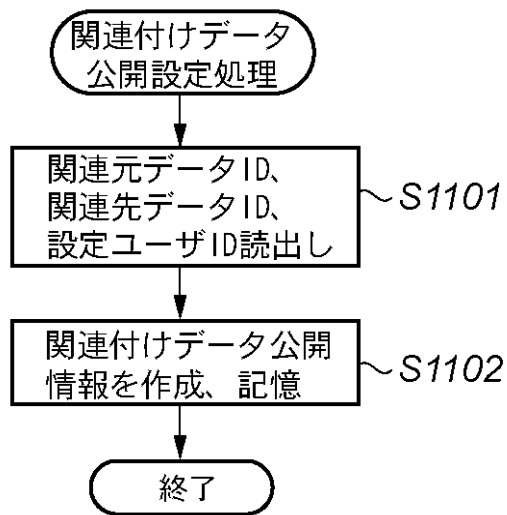 関連付けデータ
公開設定処理
関連元データID、
関連先データID、
設定ユーザID読出し
S1101
関連付けデータ公開
情報を作成、記憶
S1102
終了